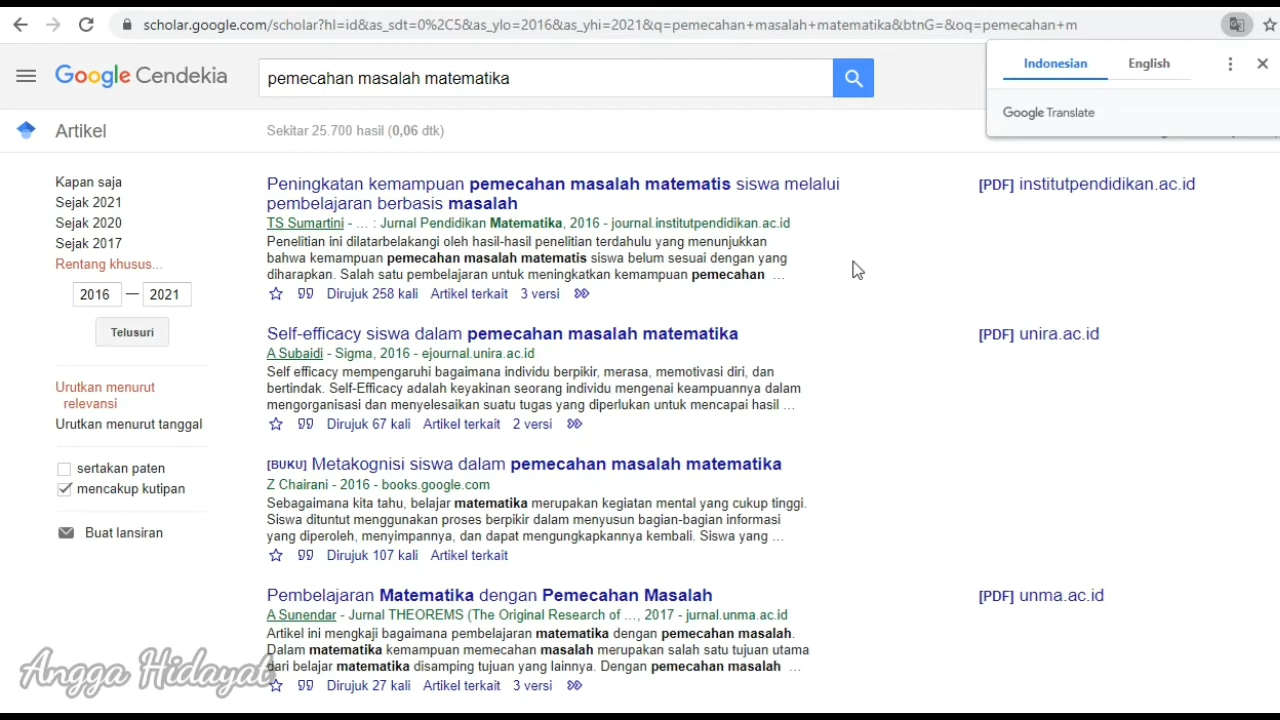 scholar.google.com/scholar?hl=id&as_sdt=0%2C5&as_ylo=2016&as_yhi=2021&q=pemecahan+masalah+matematika&btnG=&oq=pemecahan+m
Indonesian English
Google Translate
Google Cendekia
pemecahan masalah matematika
Artikel
Sekitar 25.700 hasil (0,06 dtk)
Kapan saja
Sejak 2021
Sejak 2020
Sejak 2017
Rentang khusus...
2016 — 2021
Telusuri
Urutkan menurut
relevansi
Urutkan menurut tanggal
sertakan paten
mencakup kutipan
Buat lansiran
Peningkatan kemampuan pemecahan masalah matematis siswa melalui
pembelajaran berbasis masalah
TS Sumartini - … : Jurnal Pendidikan Matematika, 2016 - journal.institutpendidikan.ac.id
Penelitian ini dilatarbelakangi oleh hasil-hasil penelitian terdahulu yang menunjukkan
bahwa kemampuan pemecahan masalah matematis siswa belum sesuai dengan yang
diharapkan. Salah satu pembelajaran untuk meningkatkan kemampuan pemecahan …
Dirujuk 258 kali Artikel terkait 3 versi
[PDF] institutpendidikan.ac.id
Self-efficacy siswa dalam pemecahan masalah matematika
A Subaidi - Sigma, 2016 - ejournal.unira.ac.id
Self efficacy mempengaruhi bagaimana individu berpikir, merasa, memotivasi diri, dan
bertindak. Self-Efficacy adalah keyakinan seorang individu mengenai keampuannya dalam
mengorganisasi dan menyelesaikan suatu tugas yang diperlukan untuk mencapai hasil …
Dirujuk 67 kali Artikel terkait 2 versi
[PDF] unira.ac.id
[BUKU] Metakognisi siswa dalam pemecahan masalah matematika
Z Chairani - 2016 - books.google.com
Sebagaimana kita tahu, belajar matematika merupakan kegiatan mental yang cukup tinggi.
Siswa dituntut menggunakan proses berpikir dalam menyusun bagian-bagian informasi
yang diperoleh, menyimpannya, dan dapat mengungkapkannya kembali. Siswa yang …
Dirujuk 107 kali Artikel terkait
Pembelajaran Matematika dengan Pemecahan Masalah
A Sunendar - Jurnal THEOREMS (The Original Research of …, 2017 - jurnal.unma.ac.id
Artikel ini mengkaji bagaimana pembelajaran matematika dengan pemecahan masalah.
Dalam matematika kemampuan memecahan masalah merupakan salah satu tujuan utama
dari belajar matematika disamping tujuan yang lainnya. Dengan pemecahan masalah …
Dirujuk 27 kali Artikel terkait 3 versi
[PDF] unma.ac.id
Angga Hidayat